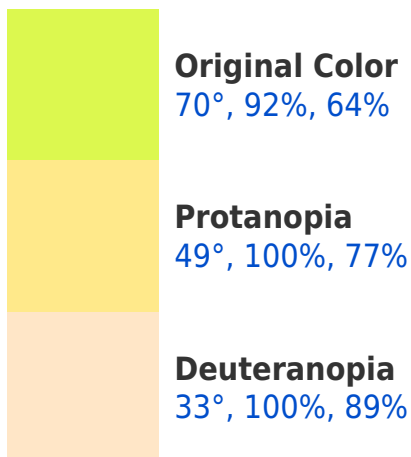 Original Color
70°, 92%, 64%
Protanopia
49°, 100%, 77%
Deuteranopia
33°, 100%, 89%